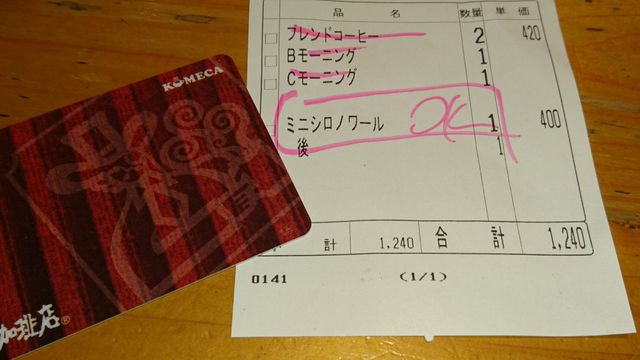 品 名 数量 単 価
ブレンドコーヒー 2 420
Bモーニング 1
Cモーニング 1
ミニシロノワール 1 400
OK
後 1
計 1,240 合 計 1,240
0141 (1/1)
KOMECA
珈琲店®